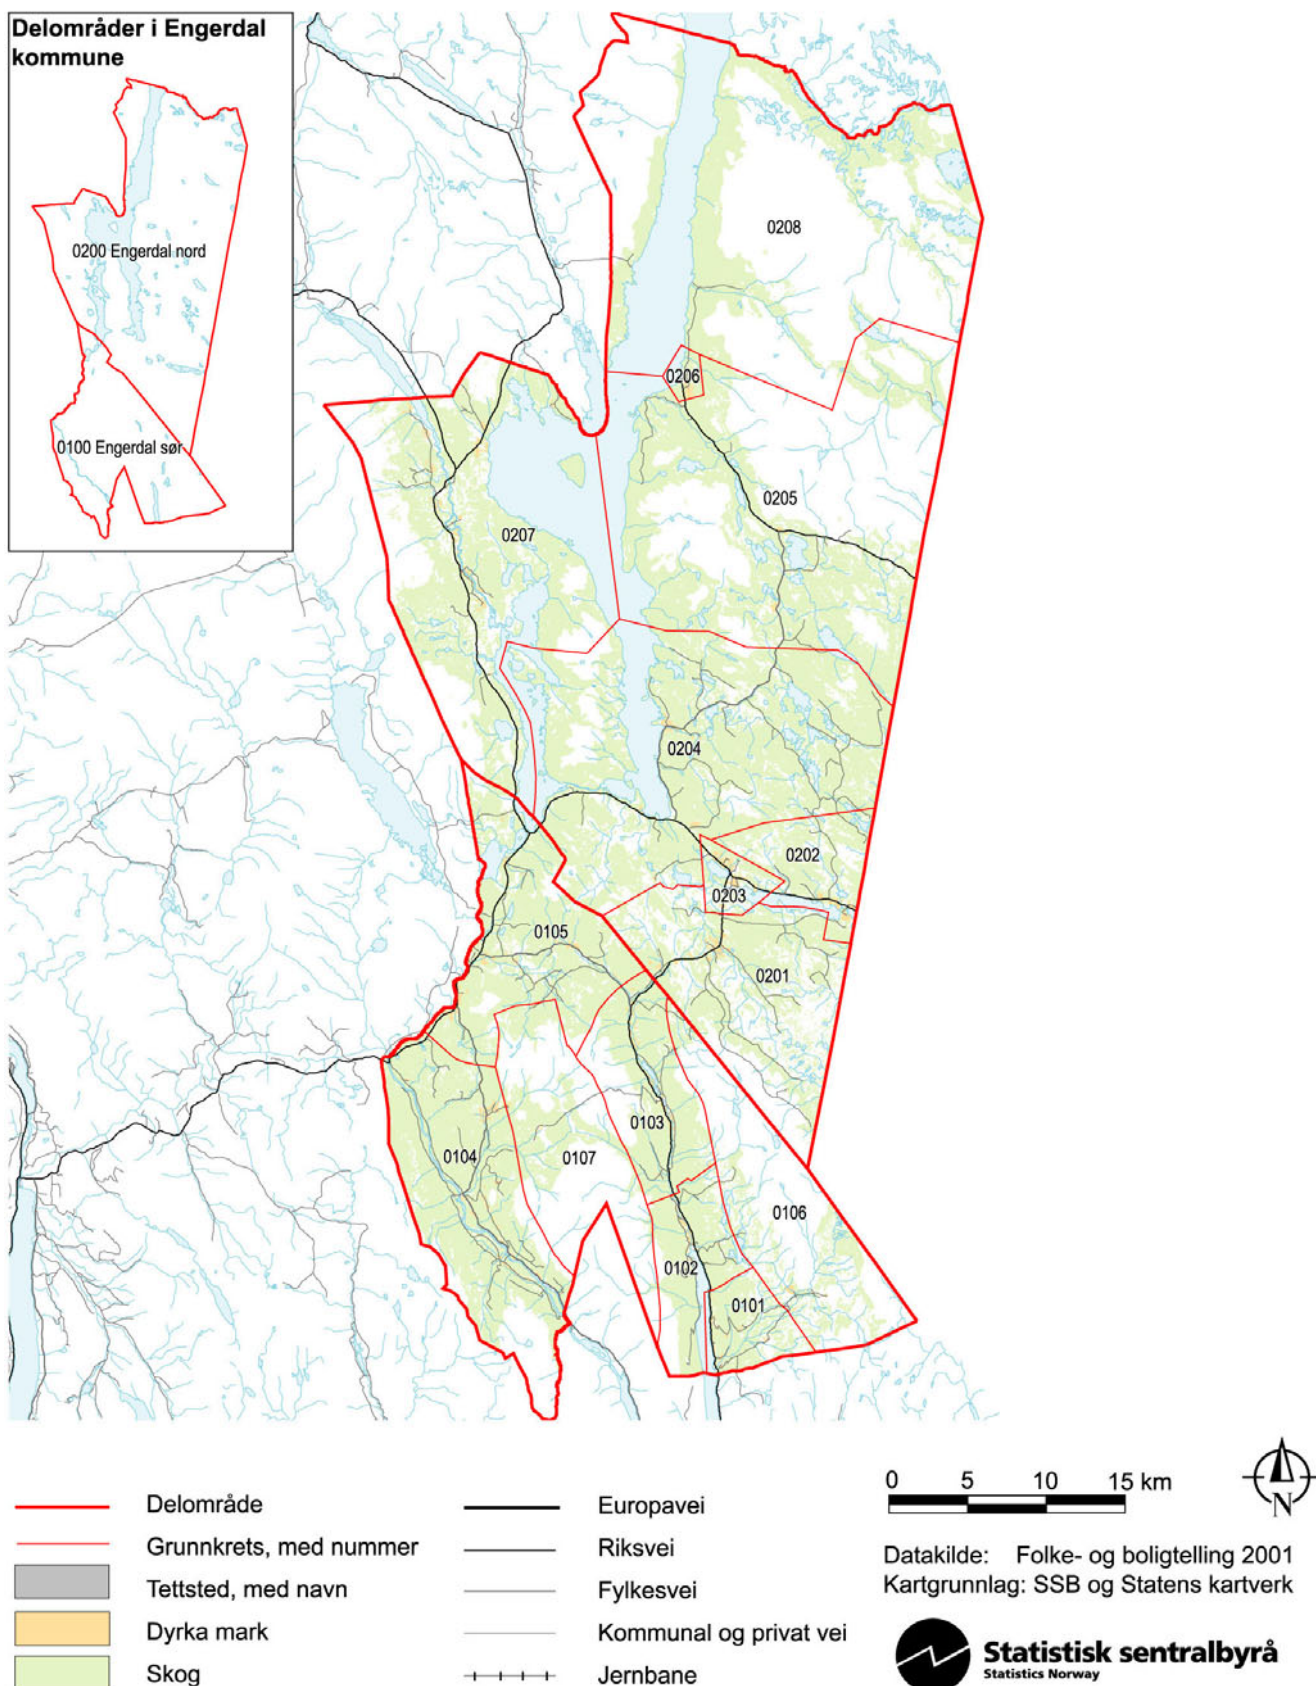 Delområder i Engerdal
kommune
0200 Engerdal nord
0100 Engerdal sør
0208
0206
0205
0207
0204
0202
0203
0105
0201
0103
0104
0107
0106
0102
0101
Delområde
Grunnkrets, med nummer
Tettsted, med navn
Dyrka mark
Skog
Europavei
Riksvei
Fylkesvei
Kommunal og privat vei
Jernbane
0 5 10 15 km
N
Datakilde: Folke- og boligtelling 2001
Kartgrunnlag: SSB og Statens kartverk
Statistisk sentralbyrå
Statistics Norway